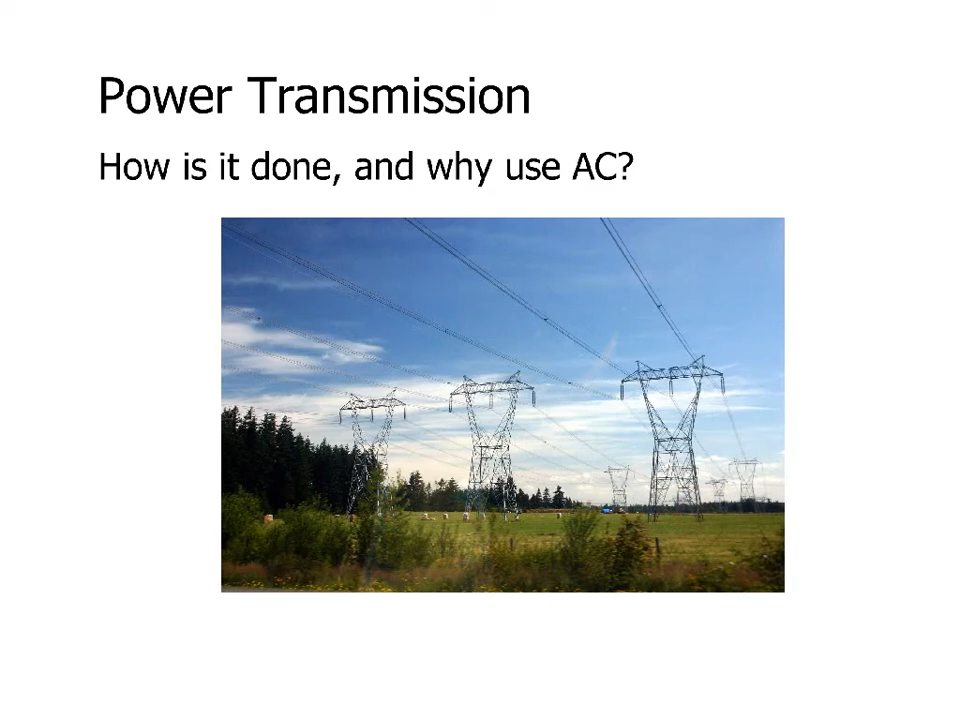 Power Transmission
How is it done, and why use AC?